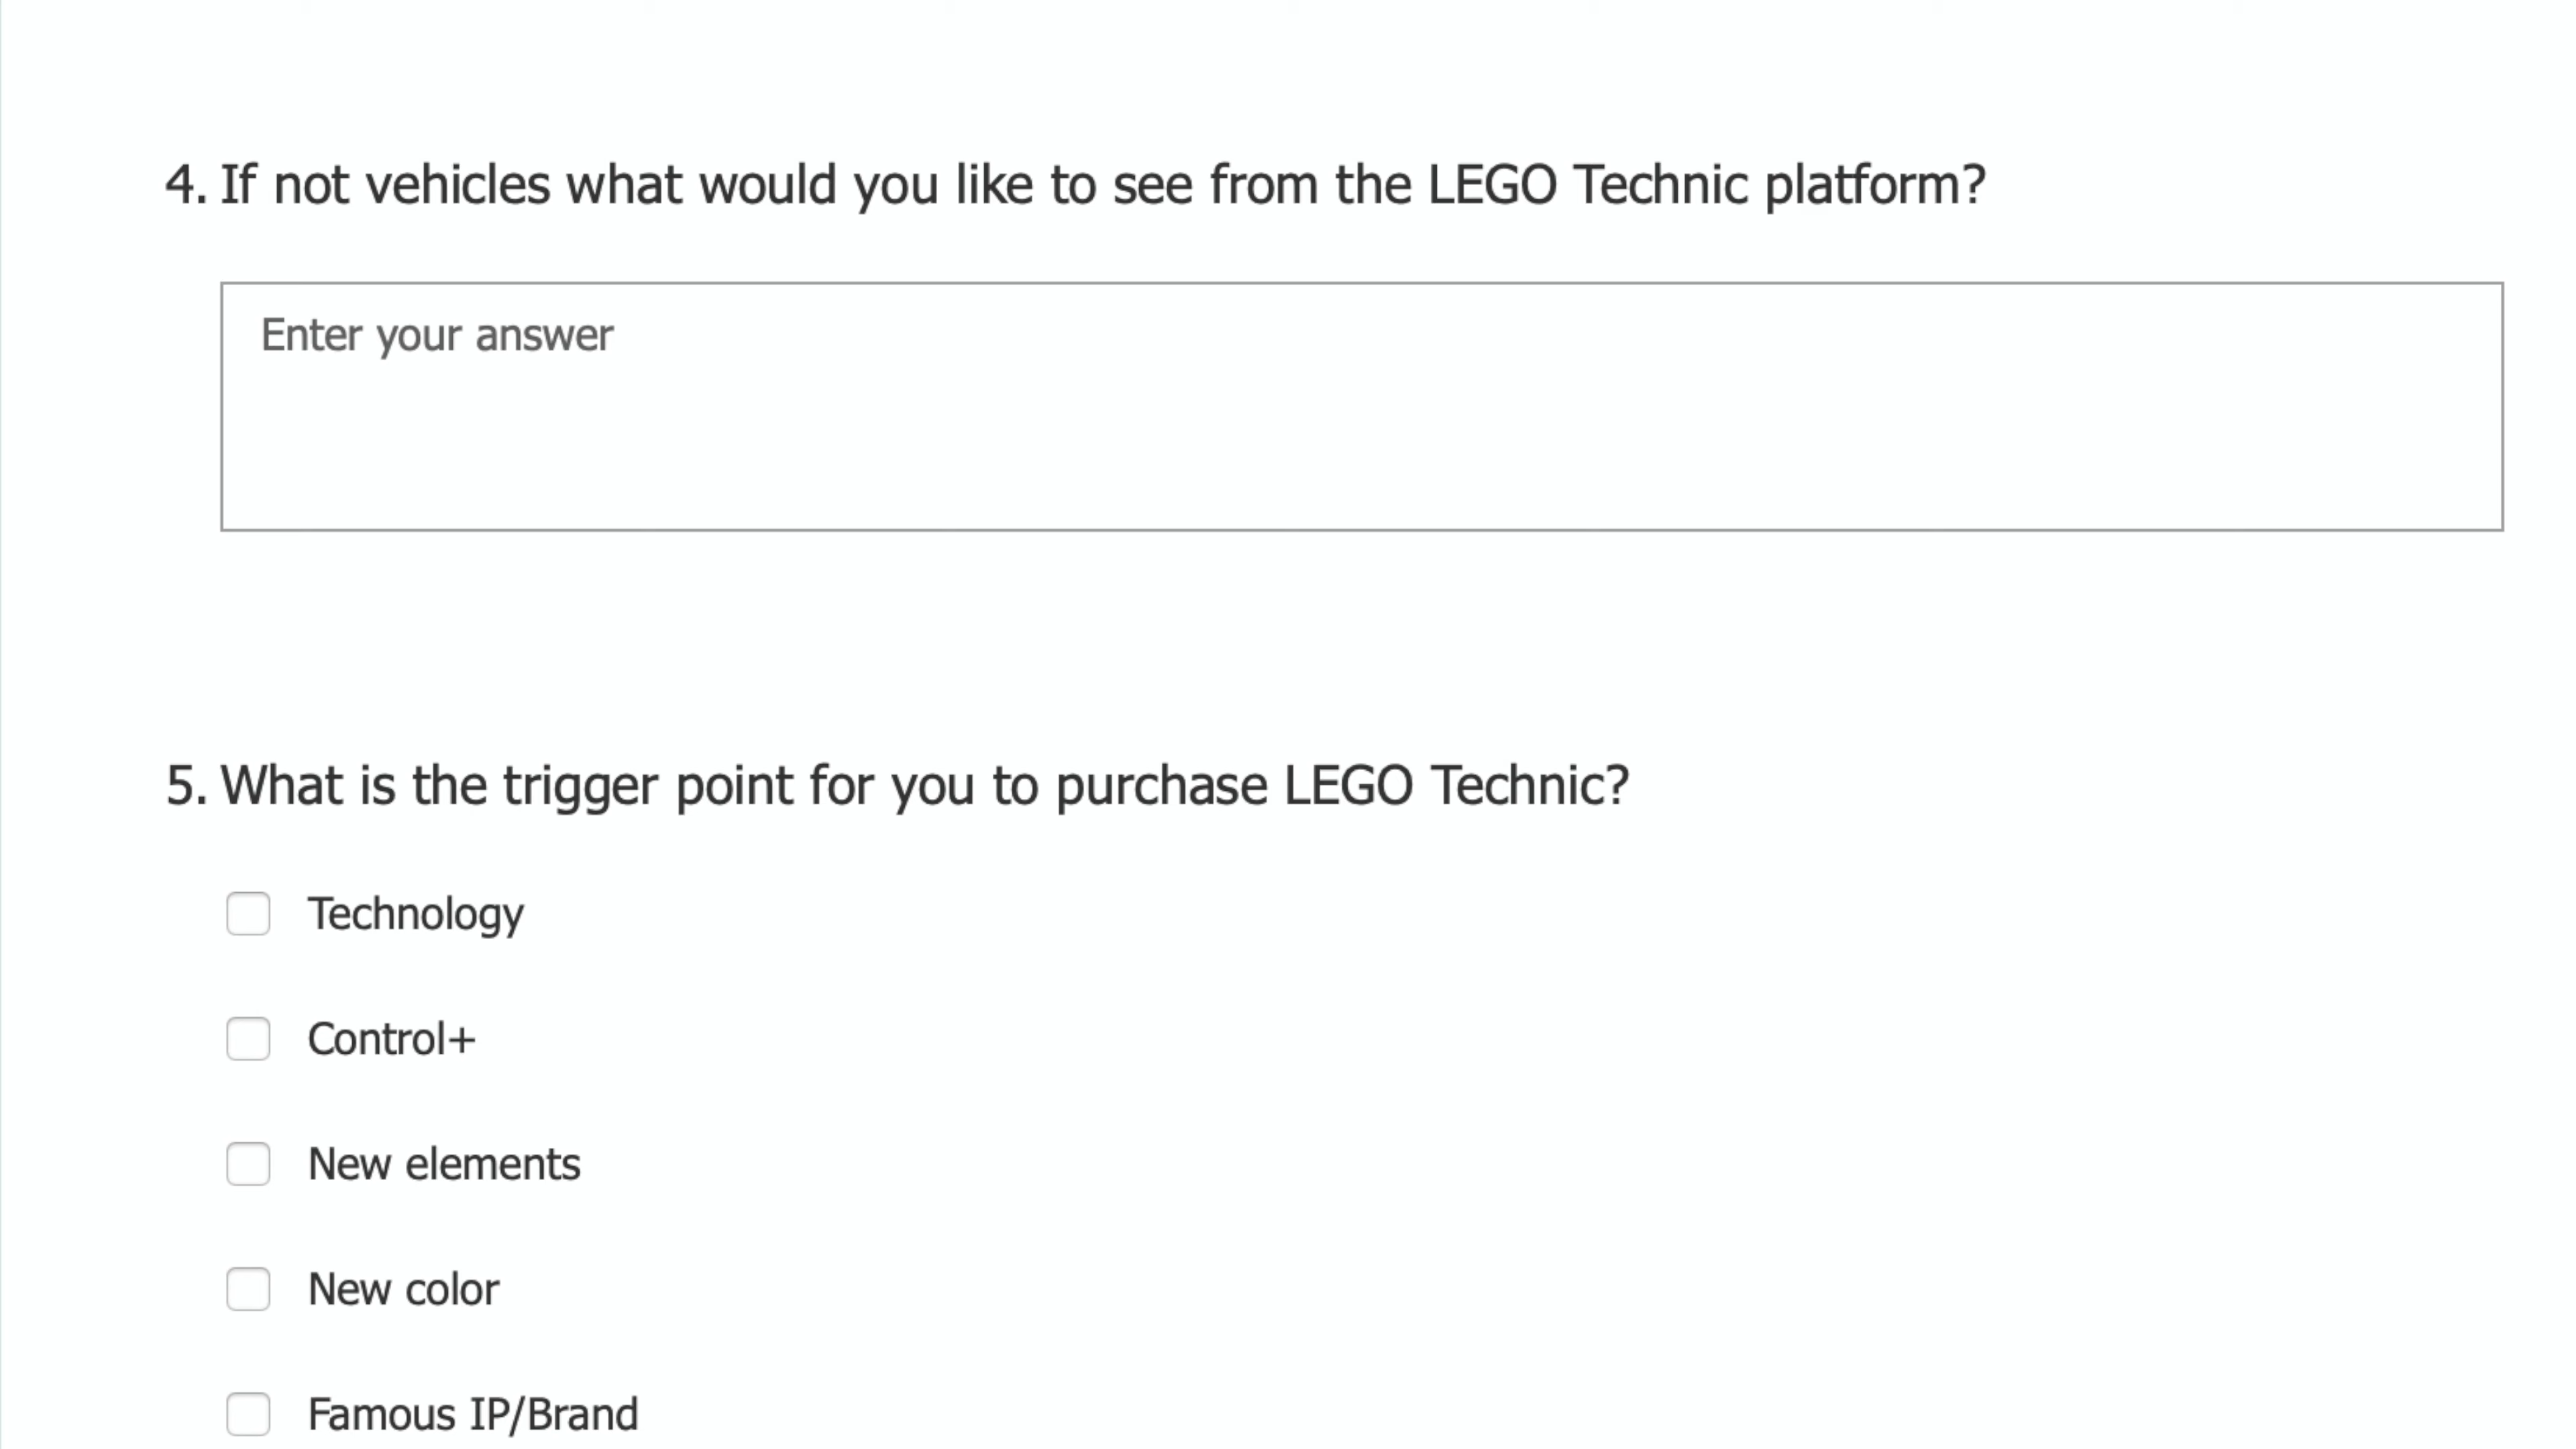 4. If not vehicles what would you like to see from the LEGO Technic platform?
Enter your answer
5. What is the trigger point for you to purchase LEGO Technic?
Technology
Control+
New elements
New color
Famous IP/Brand